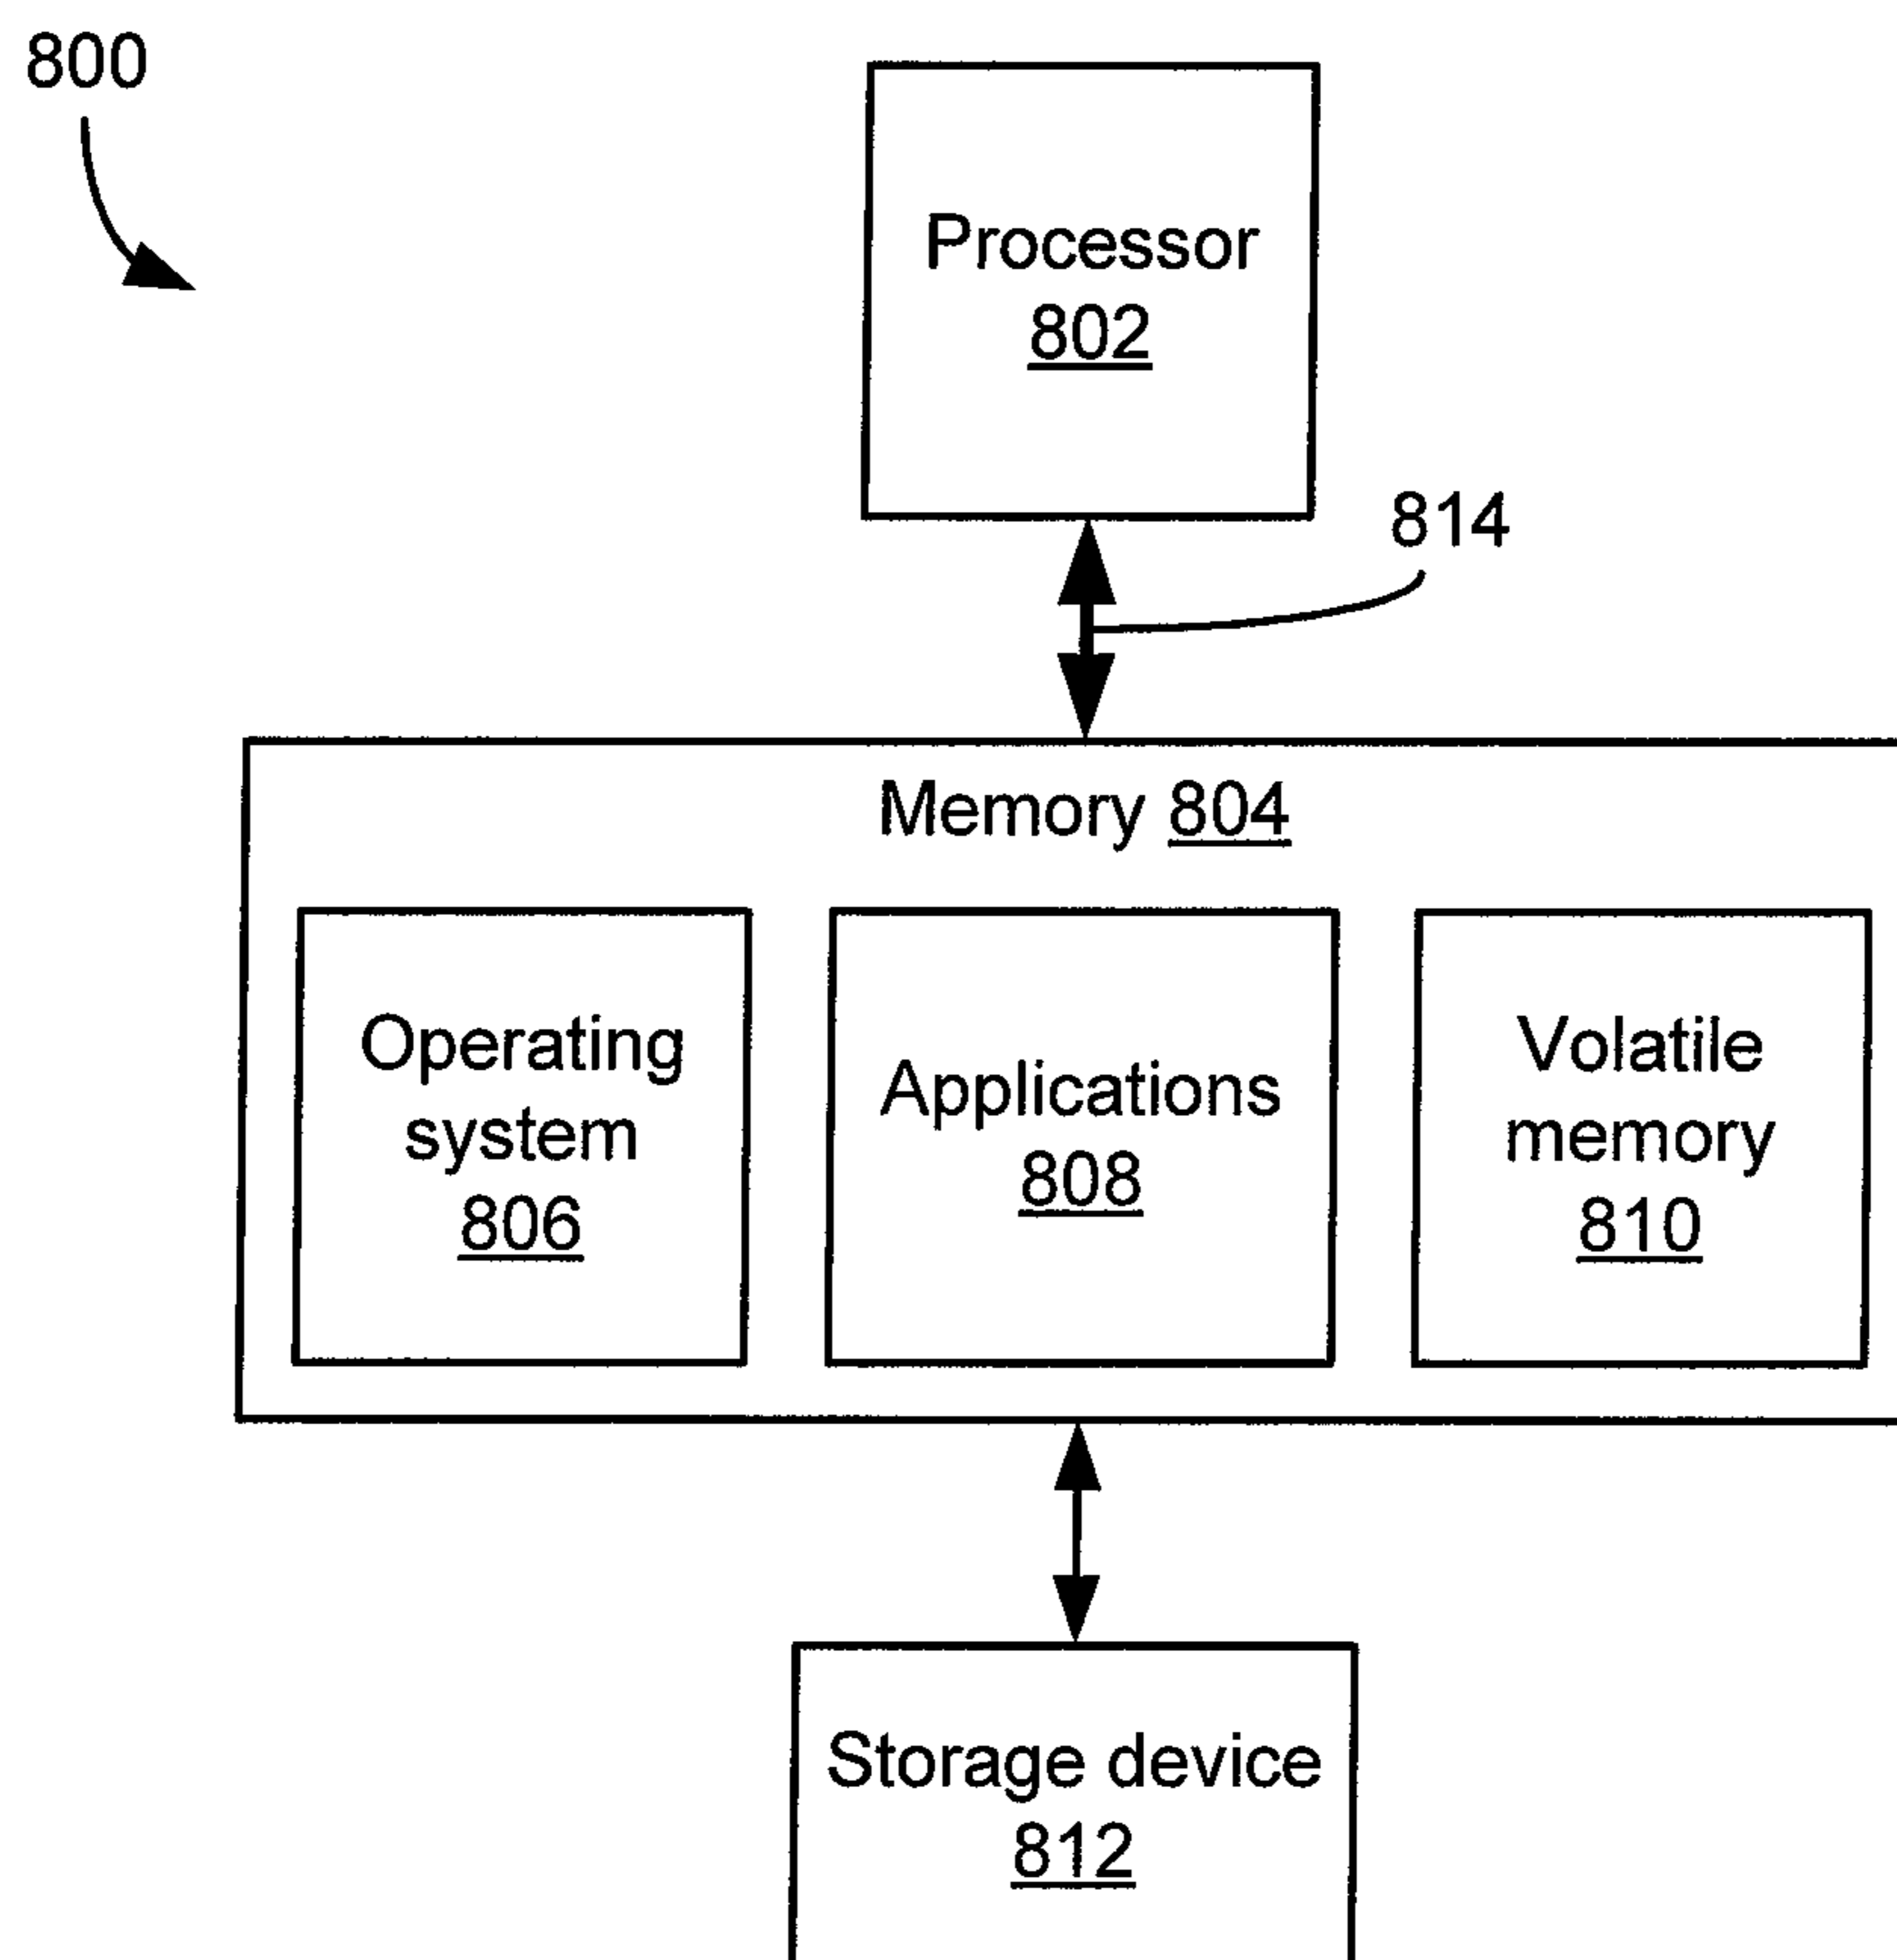 800
Processor
802
814
Memory 804
Operating
system
806
Applications
808
Volatile
memory
810
Storage device
812